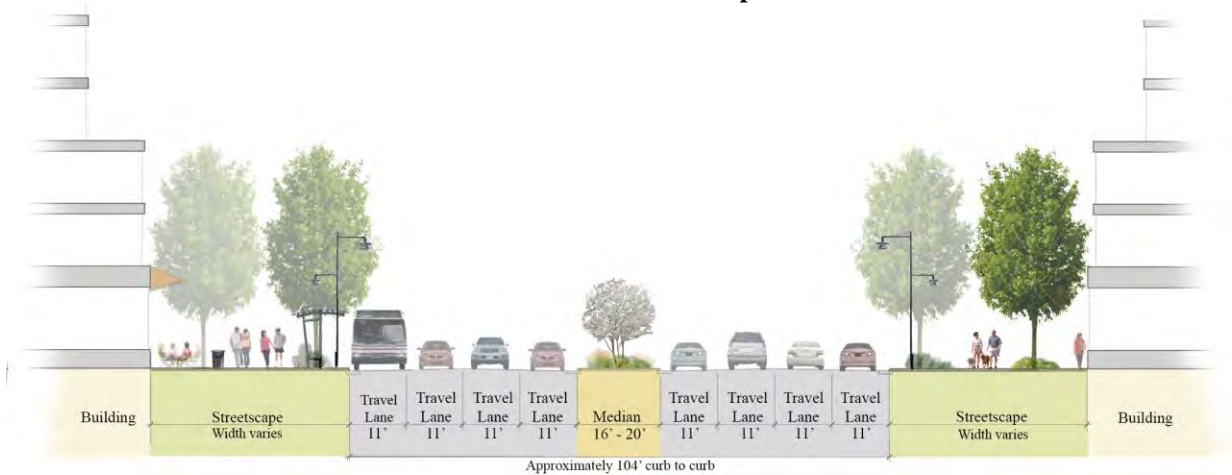 Building
Streetscape
Width varies
Travel
Lane
11’
Travel
Lane
11’
Travel
Lane
11’
Travel
Lane
11’
Median
16’ - 20’
Travel
Lane
11’
Travel
Lane
11’
Travel
Lane
11’
Travel
Lane
11’
Streetscape
Width varies
Building
Approximately 104’ curb to curb